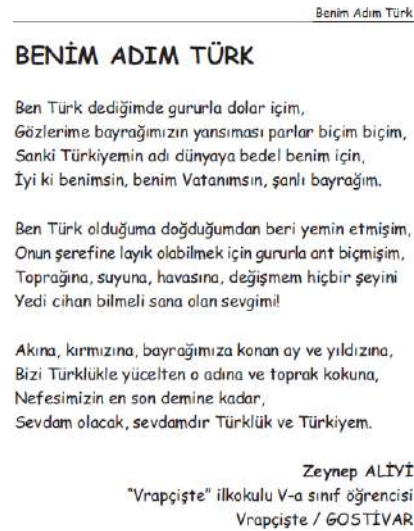 Benim Adım Türk
BENİM ADIM TÜRK
Ben Türk dediğimde gururla dolar içim,
Gözlerime bayrağımızın yansıması parlar biçim biçim,
Sanki Türkiyemin adı dünyaya bedel benim için,
İyi ki benimsin, benim Vatanımsın, şanlı bayrağım.
Ben Türk olduğuma doğduğumdan beri yemin etmişim,
Onun şerefine layık olabilmek için gururla ant biçmişim,
Toprağına, suyuna, havasına, değişmem hiçbir şeyini
Yedi cihan bilmeli sana olan sevgimi!
Akına, kırmızına, bayrağımıza konan ay ve yıldızına,
Bizi Türklükle yücelten o adına ve toprak kokuna,
Nefesimizin en son demine kadar,
Sevdam olacak, sevdamdır Türklük ve Türkiyem.
Zeynep ALİYİ
"Vrapçişte" ilkokulu V-a sınıf öğrencisi
Vrapçişte / GOSTİVAR